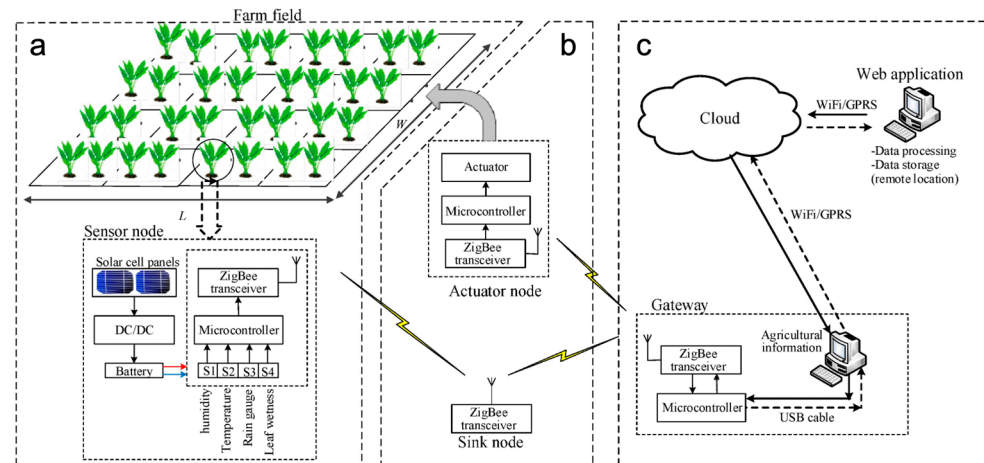 Farm field
a
W
L
Sensor node
Solar cell panels
DC/DC
Battery
ZigBee
transceiver
Microcontroller
S1 S2 S3 S4
humidity
Temperature
Rain gauge
Leaf wetness
b
Actuator
Microcontroller
ZigBee
transceiver
Actuator node
ZigBee
transceiver
Sink node
c
Cloud
Web application
WiFi/GPRS
-Data processing
-Data storage
(remote location)
WiFi/GPRS
Gateway
Agricultural
information
ZigBee
transceiver
Microcontroller
USB cable